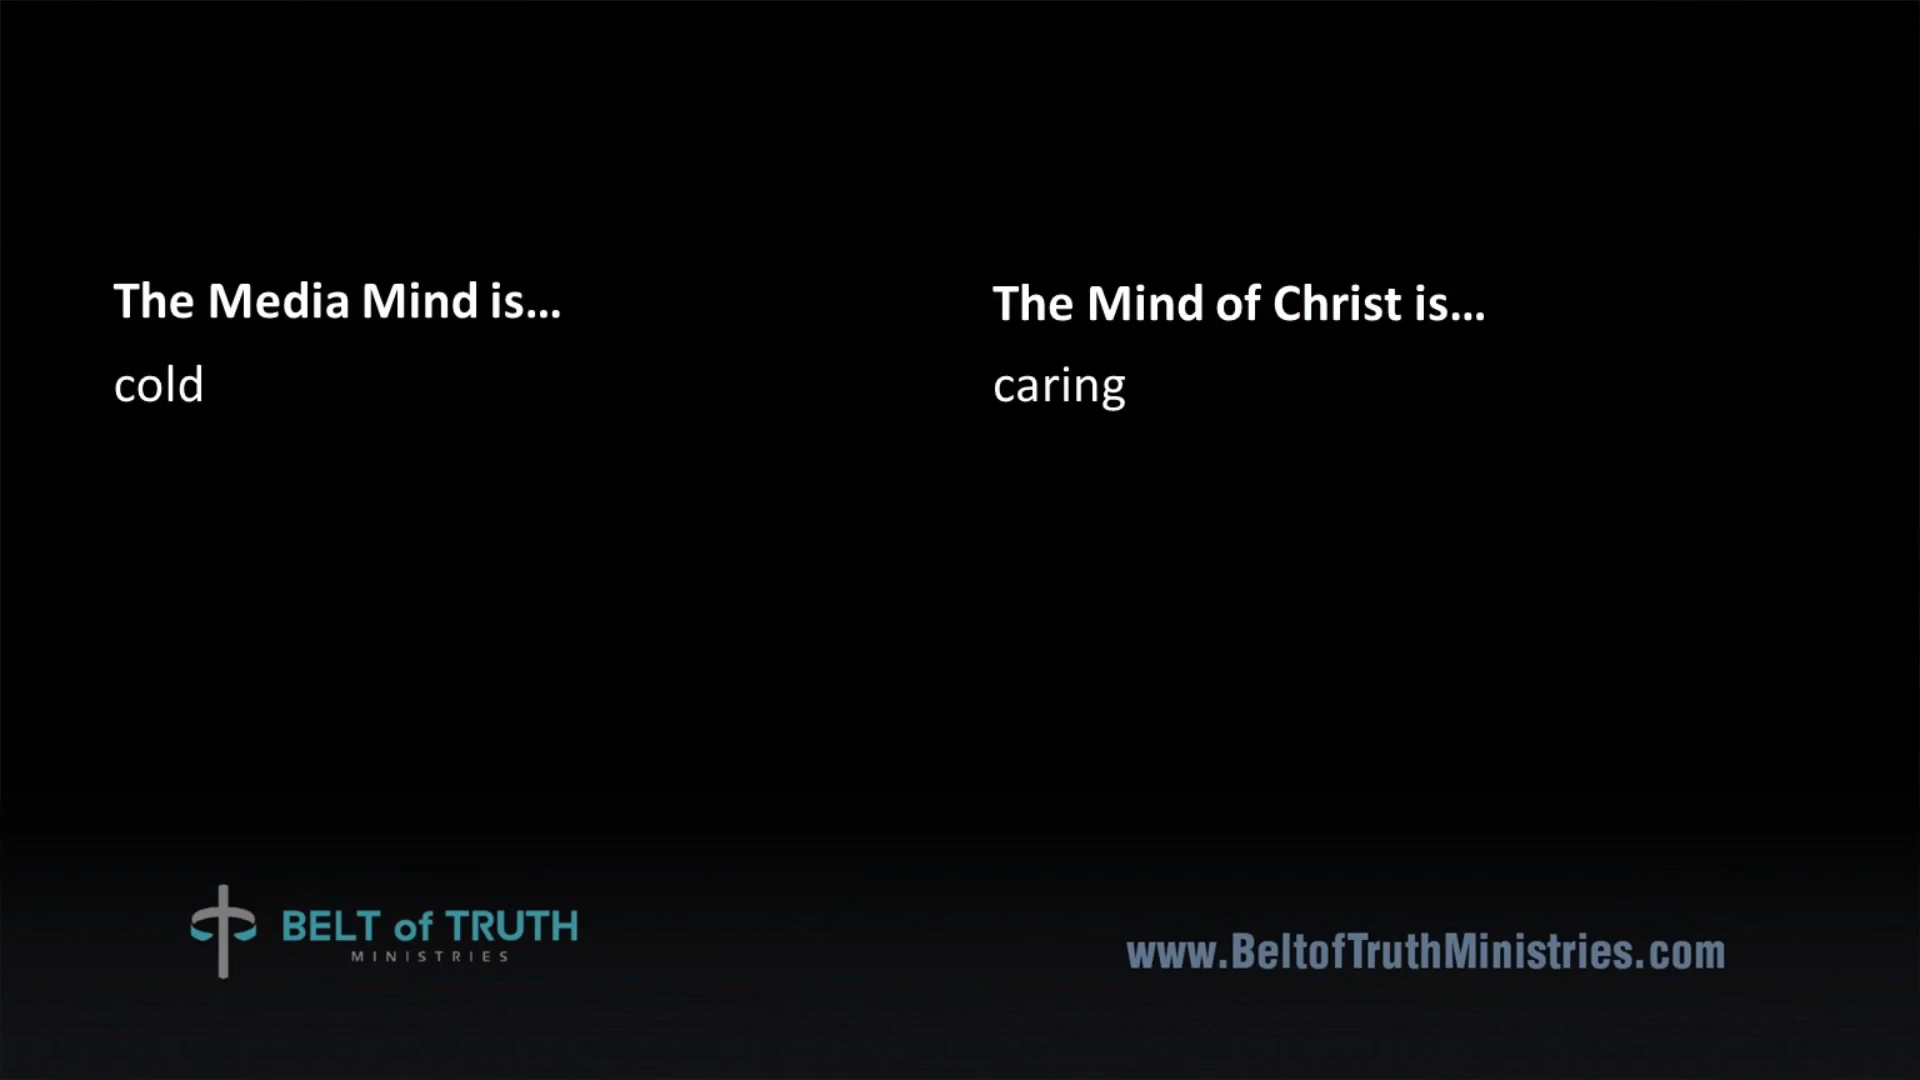 The Media Mind is...
cold
The Mind of Christ is...
caring
BELT of TRUTH
MINISTRIES
www.BeltofTruthMinistries.com